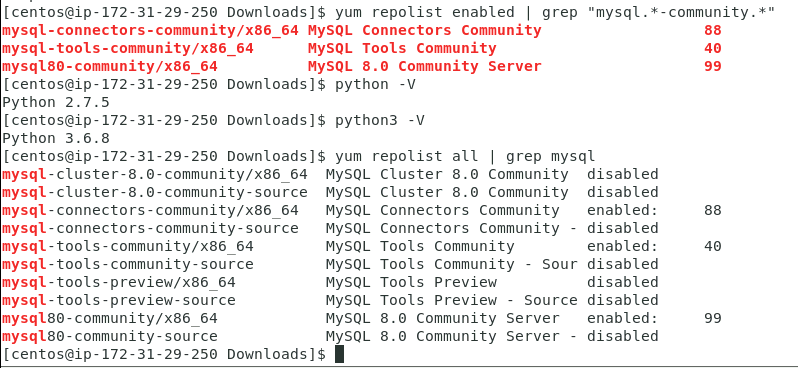 [centos@ip-172-31-29-250 Downloads]$ yum repolist enabled | grep "mysql.*-community.*"
mysql-connectors-community/x86_64 MySQL Connectors Community                  88
mysql-tools-community/x86_64      MySQL Tools Community                       40
mysql80-community/x86_64          MySQL 8.0 Community Server                  99
[centos@ip-172-31-29-250 Downloads]$ python -V
Python 2.7.5
[centos@ip-172-31-29-250 Downloads]$ python3 -V
Python 3.6.8
[centos@ip-172-31-29-250 Downloads]$ yum repolist all | grep mysql
mysql-cluster-8.0-community/x86_64  MySQL Cluster 8.0 Community  disabled
mysql-cluster-8.0-community-source  MySQL Cluster 8.0 Community  disabled
mysql-connectors-community/x86_64   MySQL Connectors Community   enabled:     88
mysql-connectors-community-source   MySQL Connectors Community - disabled
mysql-tools-community/x86_64        MySQL Tools Community        enabled:     40
mysql-tools-community-source        MySQL Tools Community - Sour disabled
mysql-tools-preview/x86_64          MySQL Tools Preview          disabled
mysql-tools-preview-source          MySQL Tools Preview - Source disabled
mysql80-community/x86_64            MySQL 8.0 Community Server   enabled:     99
mysql80-community-source            MySQL 8.0 Community Server - disabled
[centos@ip-172-31-29-250 Downloads]$